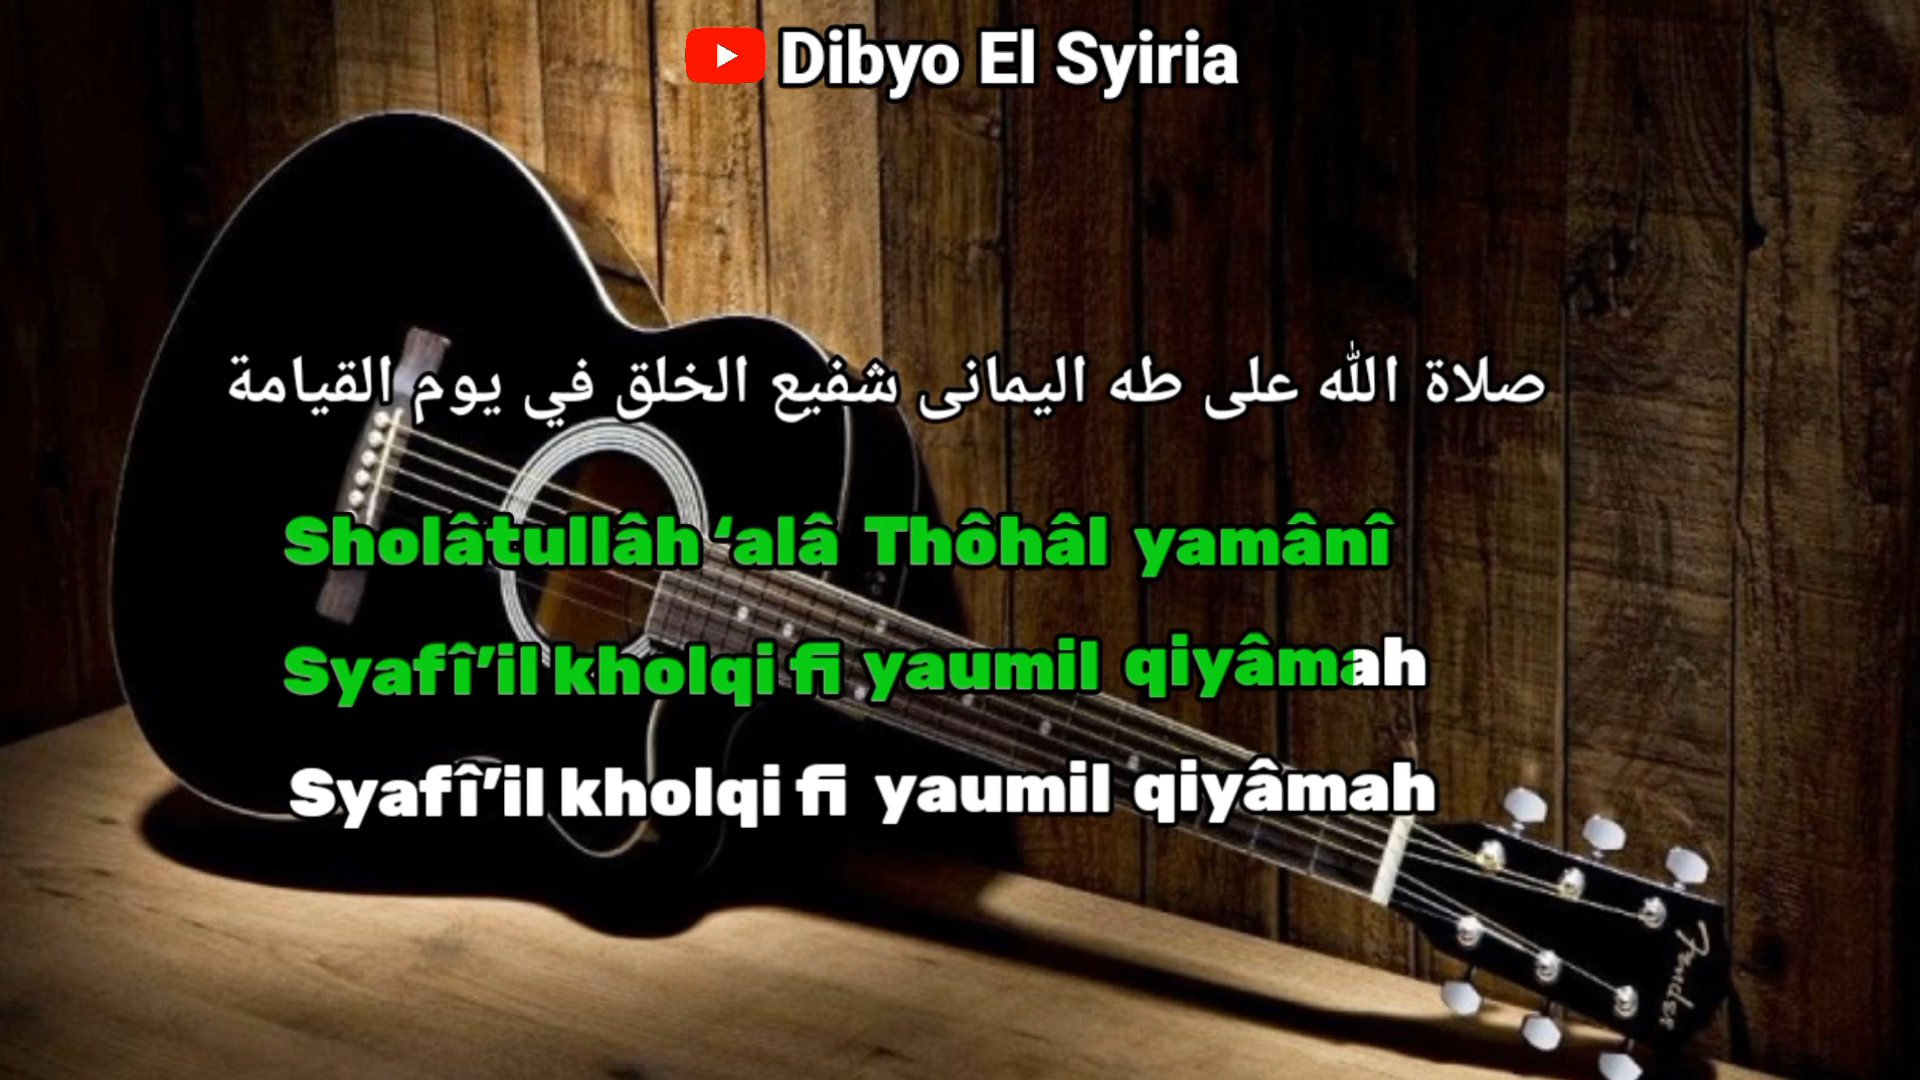 Dibyo El Syiria
صلاة الله على طه اليمانى شفيع الخلق في يوم القيامة
Sholâtullâh ‘alâ Thôhâl yamânî
Syafî’il kholqi fi yaumil qiyâmah
Syafî’il kholqi fi yaumil qiyâmah
Fender